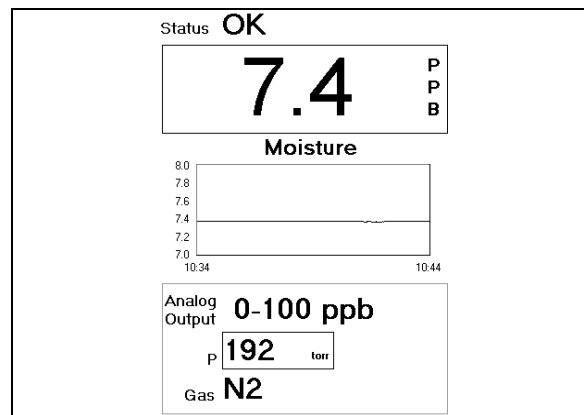 Status OK
7.4 PPB
Moisture
8.0
7.8
7.6
7.4
7.2
7.0
10:34 10:44
Analog Output 0-100 ppb
P 192 torr
Gas N2